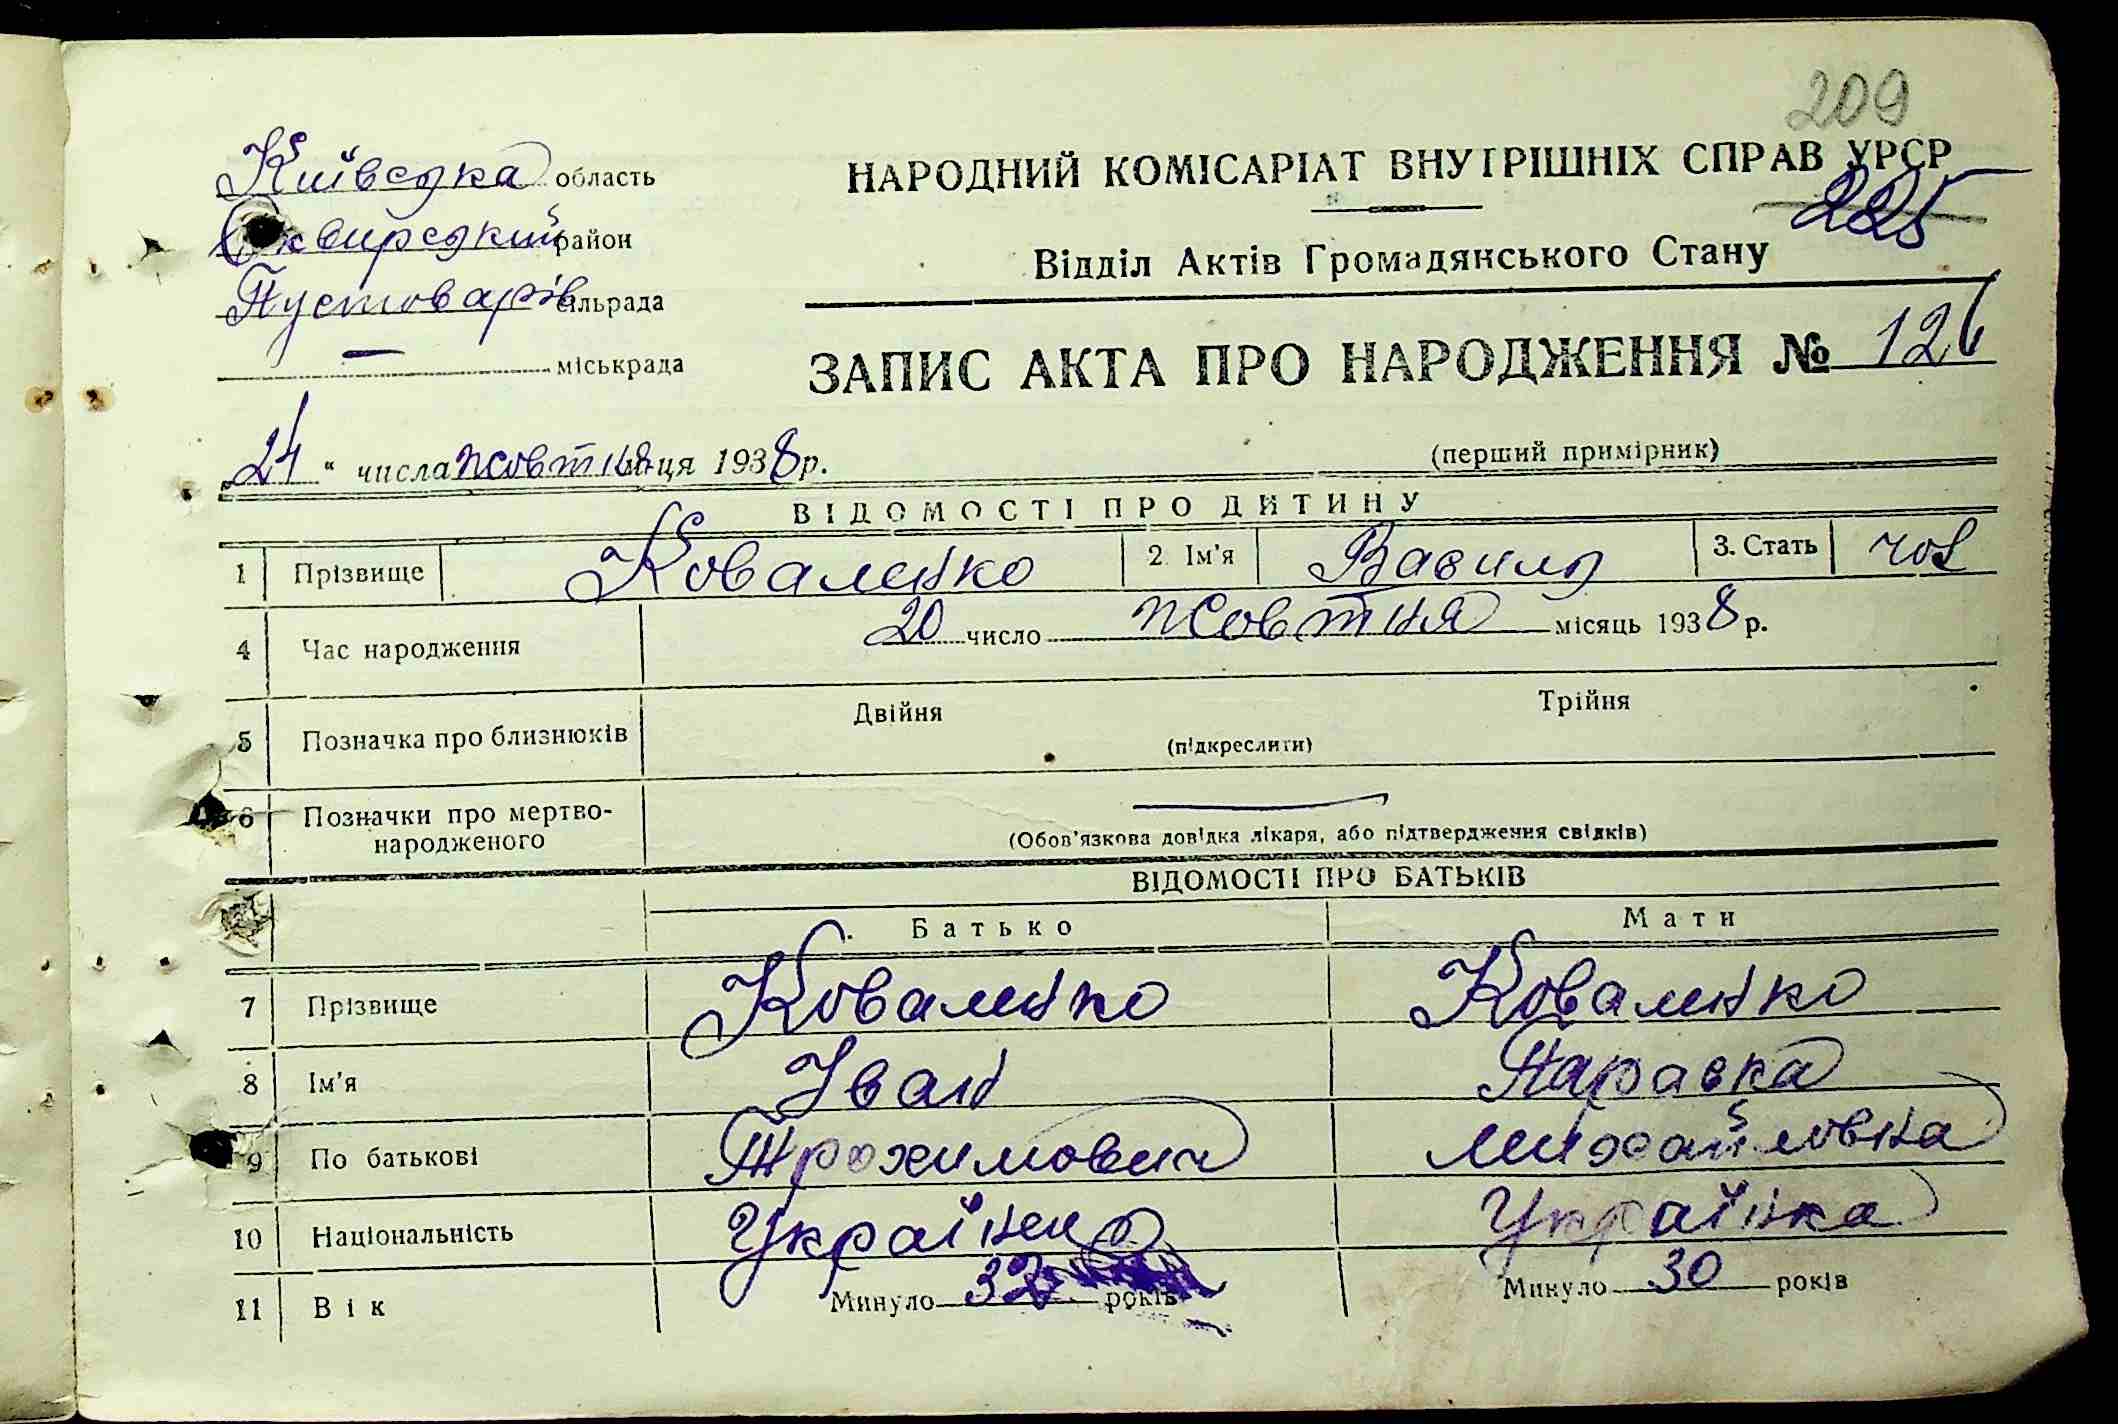 209
Київська область
Сквирський район
Пустоварів сільрада
міськрада
НАРОДНИЙ КОМІСАРІАТ ВНУТРІШНІХ СПРАВ УРСР
225
Відділ Актів Громадянського Стану
ЗАПИС АКТА ПРО НАРОДЖЕННЯ № 126
24 " числа жовтня м-ця 1938 р.
(перший примірник)
ВІДОМОСТІ ПРО ДИТИНУ
1 Прізвище Коваленко 2. Ім'я Василь 3. Стать чол
4 Час народження 20 число жовтня місяць 1938 р.
5 Позначка про близнюків Двійня Трійня
(підкреслити)
6 Позначки про мертво-
народженого
(Обов'язкова довідка лікаря, або підтвердження свідків)
ВІДОМОСТІ ПРО БАТЬКІВ
Батько Мати
7 Прізвище Коваленко Коваленко
8 Ім'я Іван Параска
9 По батькові Трохимович Михайловна
10 Національність Українец Українка
11 Вік Минуло 32 років Минуло 30 років